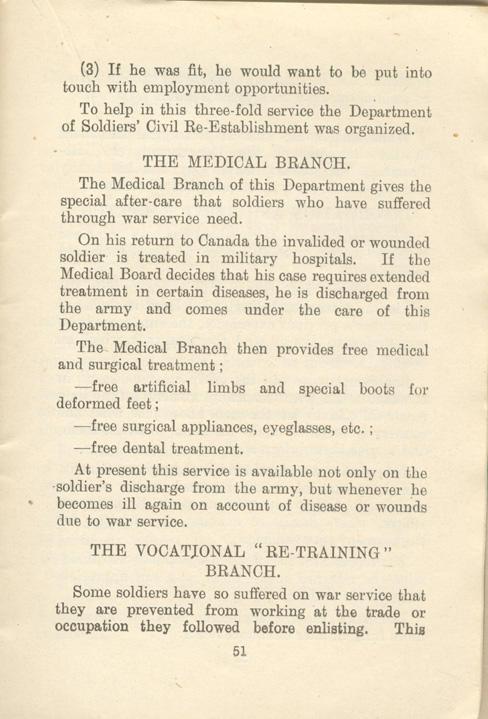 (3) If he was fit, he would want to be put into
touch with employment opportunities.
To help in this three-fold service the Department
of Soldiers' Civil Re-Establishment was organized.
THE MEDICAL BRANCH.
The Medical Branch of this Department gives the
special after-care that soldiers who have suffered
through war service need.
On his return to Canada the invalided or wounded
soldier is treated in military hospitals. If the
Medical Board decides that his case requires extended
treatment in certain diseases, he is discharged from
the army and comes under the care of this
Department.
The Medical Branch then provides free medical
and surgical treatment;
—free artificial limbs and special boots for
deformed feet;
—free surgical appliances, eyeglasses, etc.;
—free dental treatment.
At present this service is available not only on the
soldier's discharge from the army, but whenever he
becomes ill again on account of disease or wounds
due to war service.
THE VOCATIONAL "RE-TRAINING"
BRANCH.
Some soldiers have so suffered on war service that
they are prevented from working at the trade or
occupation they followed before enlisting. This
51